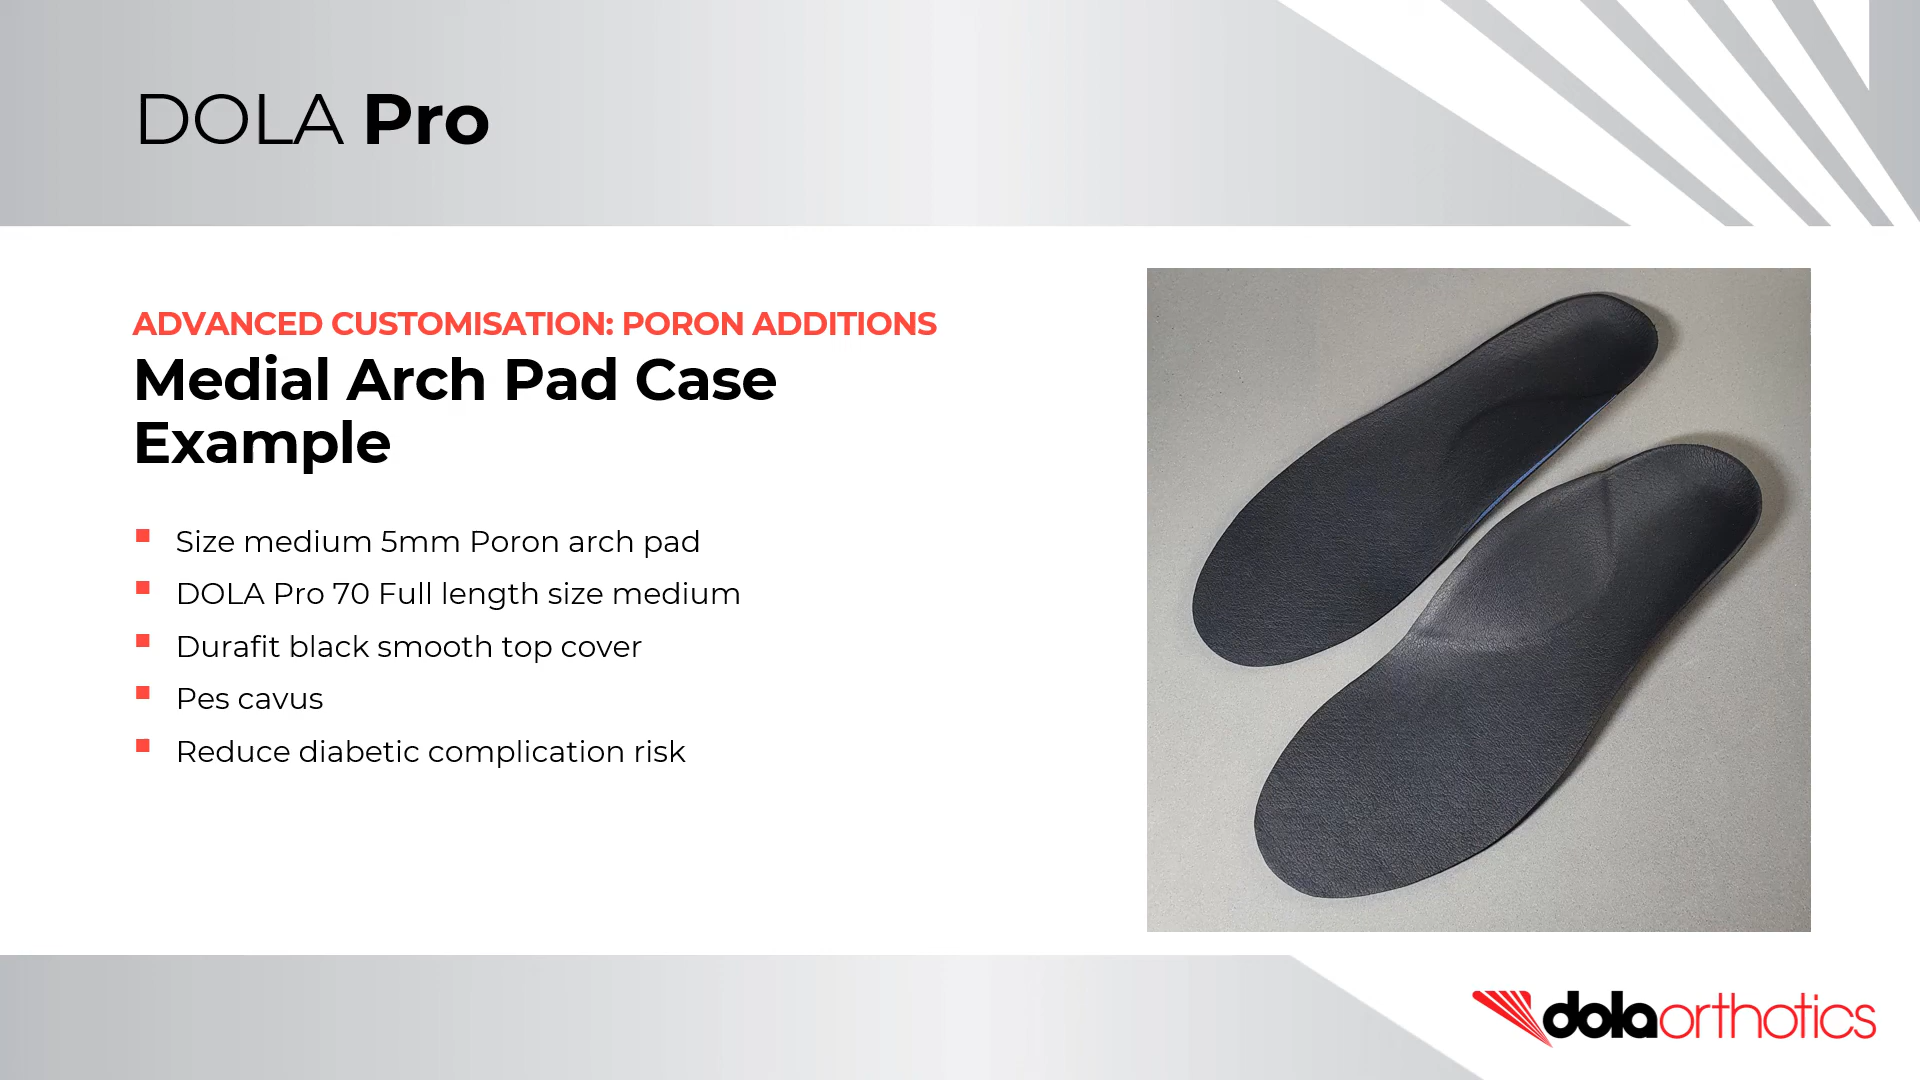 DOLA Pro
ADVANCED CUSTOMISATION: PORON ADDITIONS
Medial Arch Pad Case
Example
Size medium 5mm Poron arch pad
DOLA Pro 70 Full length size medium
Durafit black smooth top cover
Pes cavus
Reduce diabetic complication risk
dolaorthotics